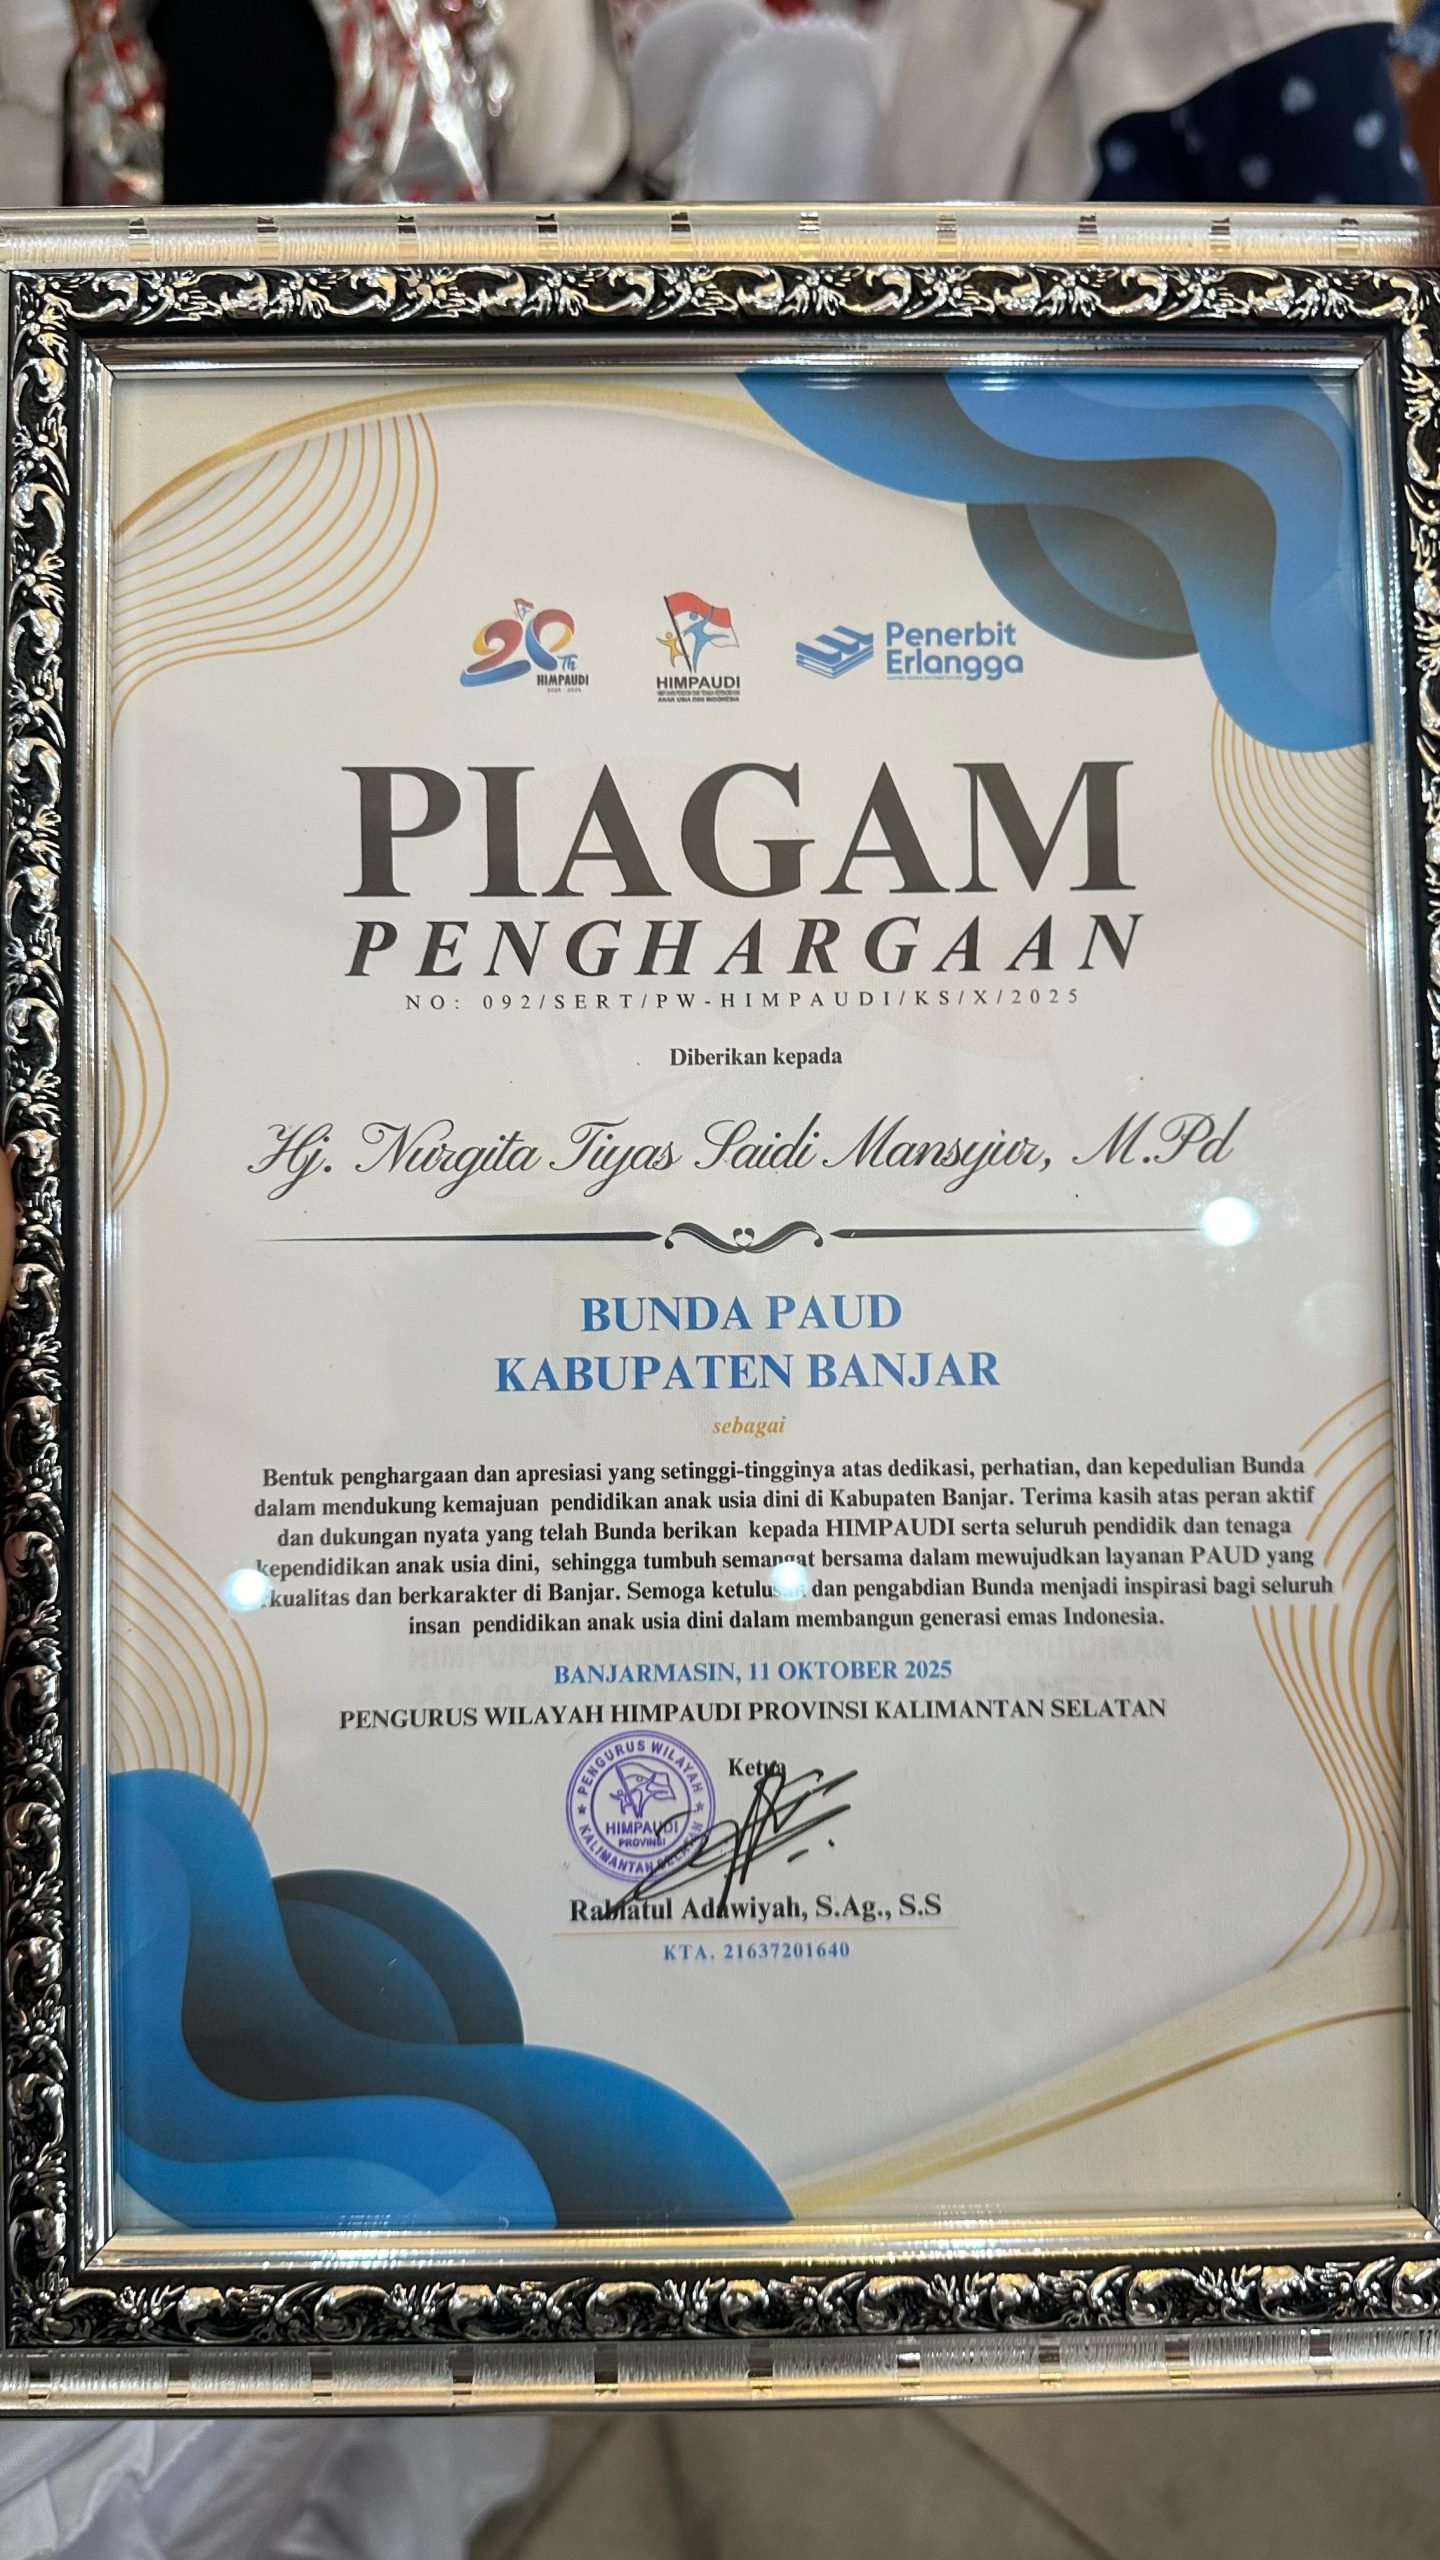 20 Th
HIMPAUDI
HIMPAUDI
ANAK USIA DINI INDONESIA
Penerbit
Erlangga
PIAGAM
PENGHARGAAN
NO: 092/SERT/PW-HIMPAUDI/KS/X/2025
Diberikan kepada
Hj. Nurgita Tiyas Saidi Mansyur, M.Pd
BUNDA PAUD
KABUPATEN BANJAR
sebagai
Bentuk penghargaan dan apresiasi yang setinggi-tingginya atas dedikasi, perhatian, dan kepedulian Bunda
dalam mendukung kemajuan pendidikan anak usia dini di Kabupaten Banjar. Terima kasih atas peran aktif
dan dukungan nyata yang telah Bunda berikan kepada HIMPAUDI serta seluruh pendidik dan tenaga
kependidikan anak usia dini, sehingga tumbuh semangat bersama dalam mewujudkan layanan PAUD yang
kualitas dan berkarakter di Banjar. Semoga ketulusan dan pengabdian Bunda menjadi inspirasi bagi seluruh
insan pendidikan anak usia dini dalam membangun generasi emas Indonesia.
BANJARMASIN, 11 OKTOBER 2025
PENGURUS WILAYAH HIMPAUDI PROVINSI KALIMANTAN SELATAN
Ketua
PENGURUS WILAYAH
HIMPAUDI
PROVINSI
KALIMANTAN SELATAN
Rabiatul Adawiyah, S.Ag., S.S
KTA. 21637201640